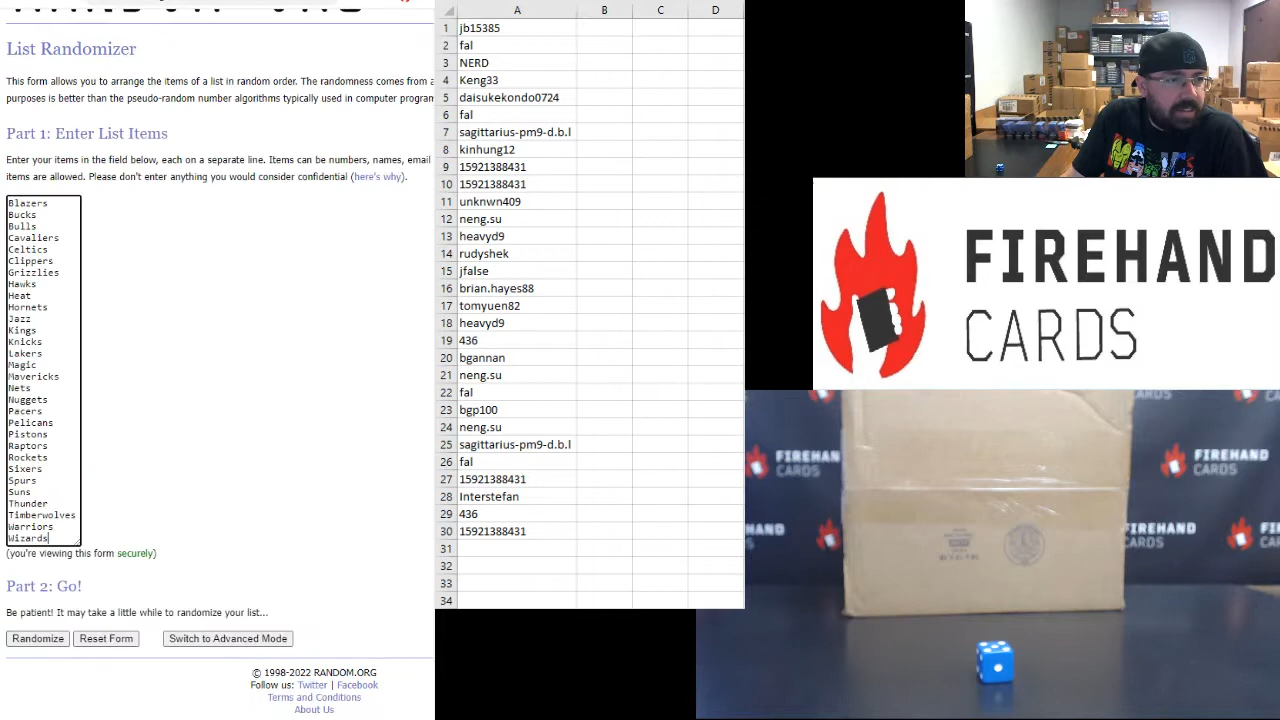 List Randomizer
This form allows you to arrange the items of a list in random order. The randomness comes from a
purposes is better than the pseudo-random number algorithms typically used in computer program
Part 1: Enter List Items
Enter your items in the field below, each on a separate line. Items can be numbers, names, email
items are allowed. Please don't enter anything you would consider confidential (here's why).
Blazers
Bucks
Bulls
Cavaliers
Celtics
Clippers
Grizzlies
Hawks
Heat
Hornets
Jazz
Kings
Knicks
Lakers
Magic
Mavericks
Nets
Nuggets
Pacers
Pelicans
Pistons
Raptors
Rockets
Sixers
Spurs
Suns
Thunder
Timberwolves
Warriors
Wizards
(you're viewing this form securely)
Part 2: Go!
Be patient! It may take a little while to randomize your list...
Randomize Reset Form Switch to Advanced Mode
© 1998-2022 RANDOM.ORG
Follow us: Twitter | Facebook
Terms and Conditions
About Us
A B C D
1 jb15385
2 fal
3 NERD
4 Keng33
5 daisukekondo0724
6 fal
7 sagittarius-pm9-d.b.l
8 kinhung12
9 15921388431
10 15921388431
11 unknwn409
12 neng.su
13 heavyd9
14 rudyshek
15 jfalse
16 brian.hayes88
17 tomyuen82
18 heavyd9
19 436
20 bgannan
21 neng.su
22 fal
23 bgp100
24 neng.su
25 sagittarius-pm9-d.b.l
26 fal
27 15921388431
28 Interstefan
29 436
30 15921388431
31
32
33
34
FIREHAND
CARDS
FIREHAND
CARDS
FIREHAND
CARDS